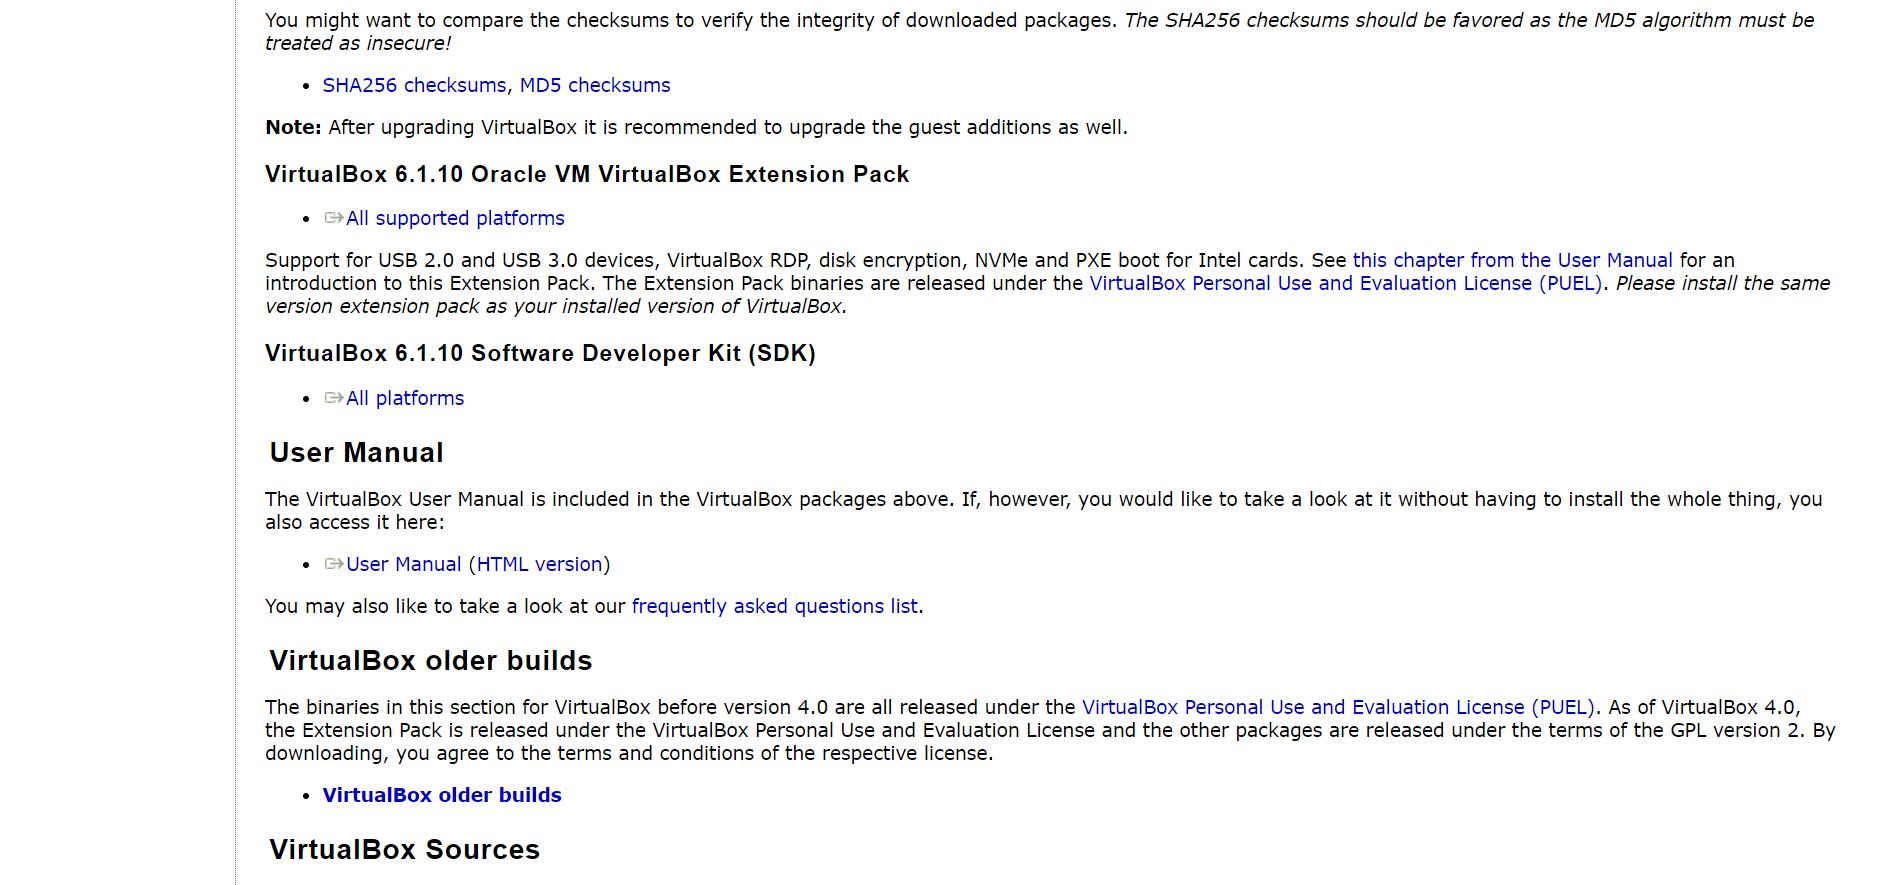 You might want to compare the checksums to verify the integrity of downloaded packages. The SHA256 checksums should be favored as the MD5 algorithm must be
treated as insecure!
• SHA256 checksums, MD5 checksums
Note: After upgrading VirtualBox it is recommended to upgrade the guest additions as well.
VirtualBox 6.1.10 Oracle VM VirtualBox Extension Pack
• All supported platforms
Support for USB 2.0 and USB 3.0 devices, VirtualBox RDP, disk encryption, NVMe and PXE boot for Intel cards. See this chapter from the User Manual for an
introduction to this Extension Pack. The Extension Pack binaries are released under the VirtualBox Personal Use and Evaluation License (PUEL). Please install the same
version extension pack as your installed version of VirtualBox.
VirtualBox 6.1.10 Software Developer Kit (SDK)
• All platforms
User Manual
The VirtualBox User Manual is included in the VirtualBox packages above. If, however, you would like to take a look at it without having to install the whole thing, you
also access it here:
• User Manual (HTML version)
You may also like to take a look at our frequently asked questions list.
VirtualBox older builds
The binaries in this section for VirtualBox before version 4.0 are all released under the VirtualBox Personal Use and Evaluation License (PUEL). As of VirtualBox 4.0,
the Extension Pack is released under the VirtualBox Personal Use and Evaluation License and the other packages are released under the terms of the GPL version 2. By
downloading, you agree to the terms and conditions of the respective license.
• VirtualBox older builds
VirtualBox Sources